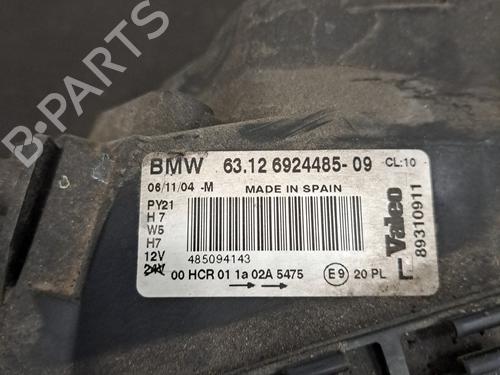 BMW 63.12 6924485-09 CL:10
06/11/04 -M MADE IN SPAIN
PY21
H7
W5
H7
12V 485094143
24V 00 HCR 01 1a 02A 5475 E9 20 PL
Valeo
89310911
L
B-PARTS